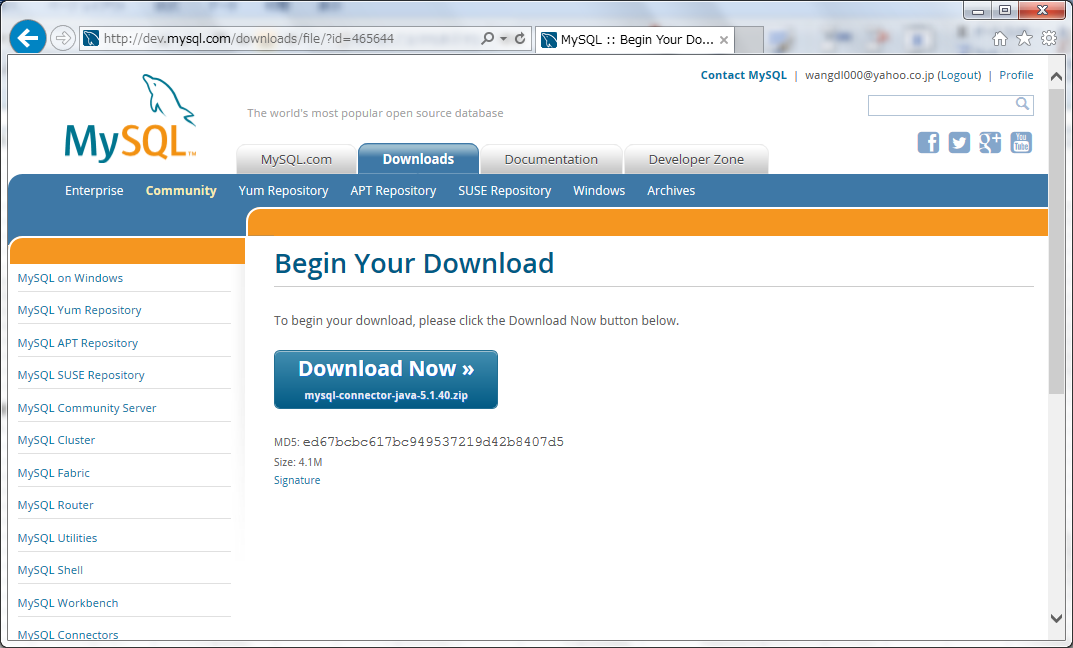 http://dev.mysql.com/downloads/file/?id=465644
MySQL :: Begin Your Do...
Contact MySQL | wangdl000@yahoo.co.jp (Logout) | Profile
MySQL™
The world's most popular open source database
MySQL.com Downloads Documentation Developer Zone
Enterprise Community Yum Repository APT Repository SUSE Repository Windows Archives
MySQL on Windows
MySQL Yum Repository
MySQL APT Repository
MySQL SUSE Repository
MySQL Community Server
MySQL Cluster
MySQL Fabric
MySQL Router
MySQL Utilities
MySQL Shell
MySQL Workbench
MySQL Connectors
Begin Your Download
To begin your download, please click the Download Now button below.
Download Now »
mysql-connector-java-5.1.40.zip
MD5: ed67bcbc617bc949537219d42b8407d5
Size: 4.1M
Signature